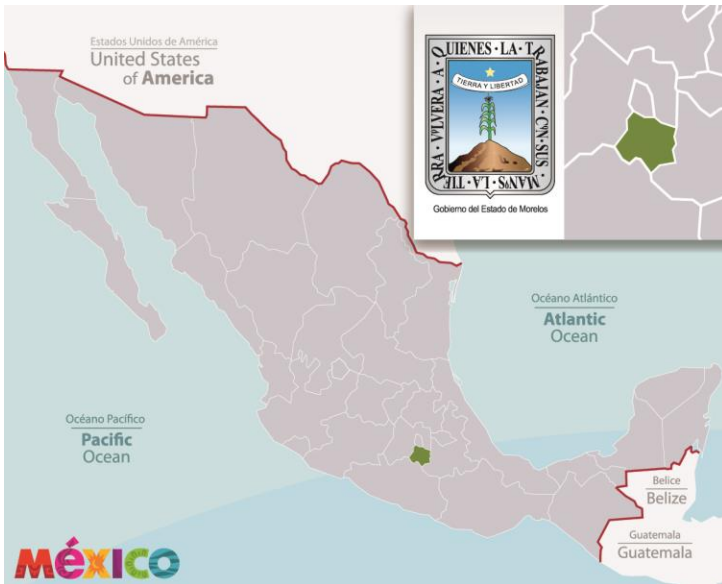 Estados Unidos de América
United States
of America
QUIENES·LA·TRABAJAN·CON·SUS·MANOS·LA·TIERRA·VOLVERA·A·
TIERRA Y LIBERTAD
Gobierno del Estado de Morelos
Océano Atlántico
Atlantic
Ocean
Océano Pacífico
Pacific
Ocean
Belice
Belize
Guatemala
Guatemala
MéXICO